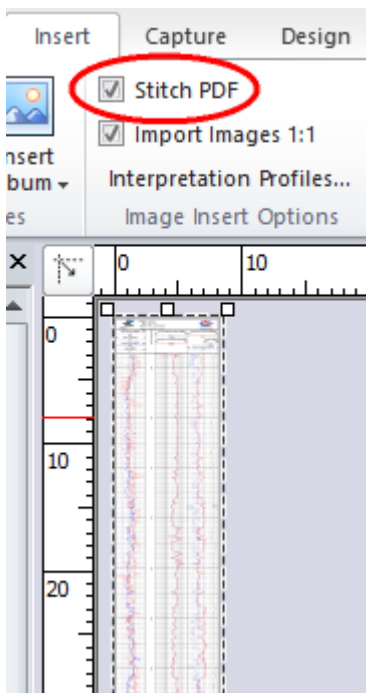 Insert Capture Design
Stitch PDF
Import Images 1:1
nsert
bum
Interpretation Profiles...
es
Image Insert Options
0 10
0
10
20